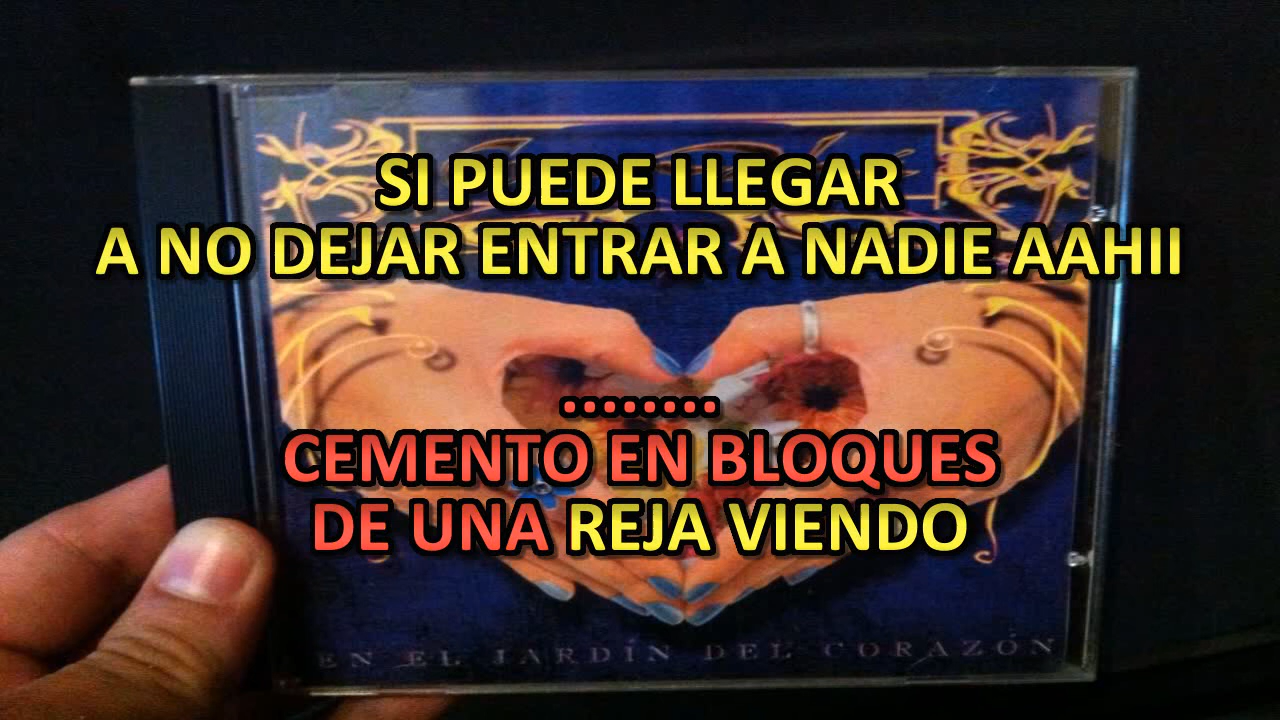 SI PUEDE LLEGAR
A NO DEJAR ENTRAR A NADIE AAHII
........
CEMENTO EN BLOQUES
DE UNA REJA VIENDO
EN EL JARDÍN DEL CORAZÓN